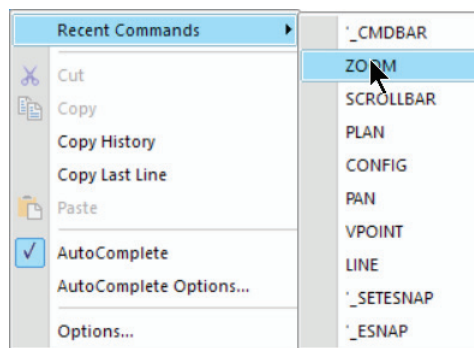 Recent Commands
Cut
Copy
Copy History
Copy Last Line
Paste
AutoComplete
AutoComplete Options...
Options...
'_CMDBAR
ZOOM
SCROLLBAR
PLAN
CONFIG
PAN
VPOINT
LINE
'_SETESNAP
'_ESNAP